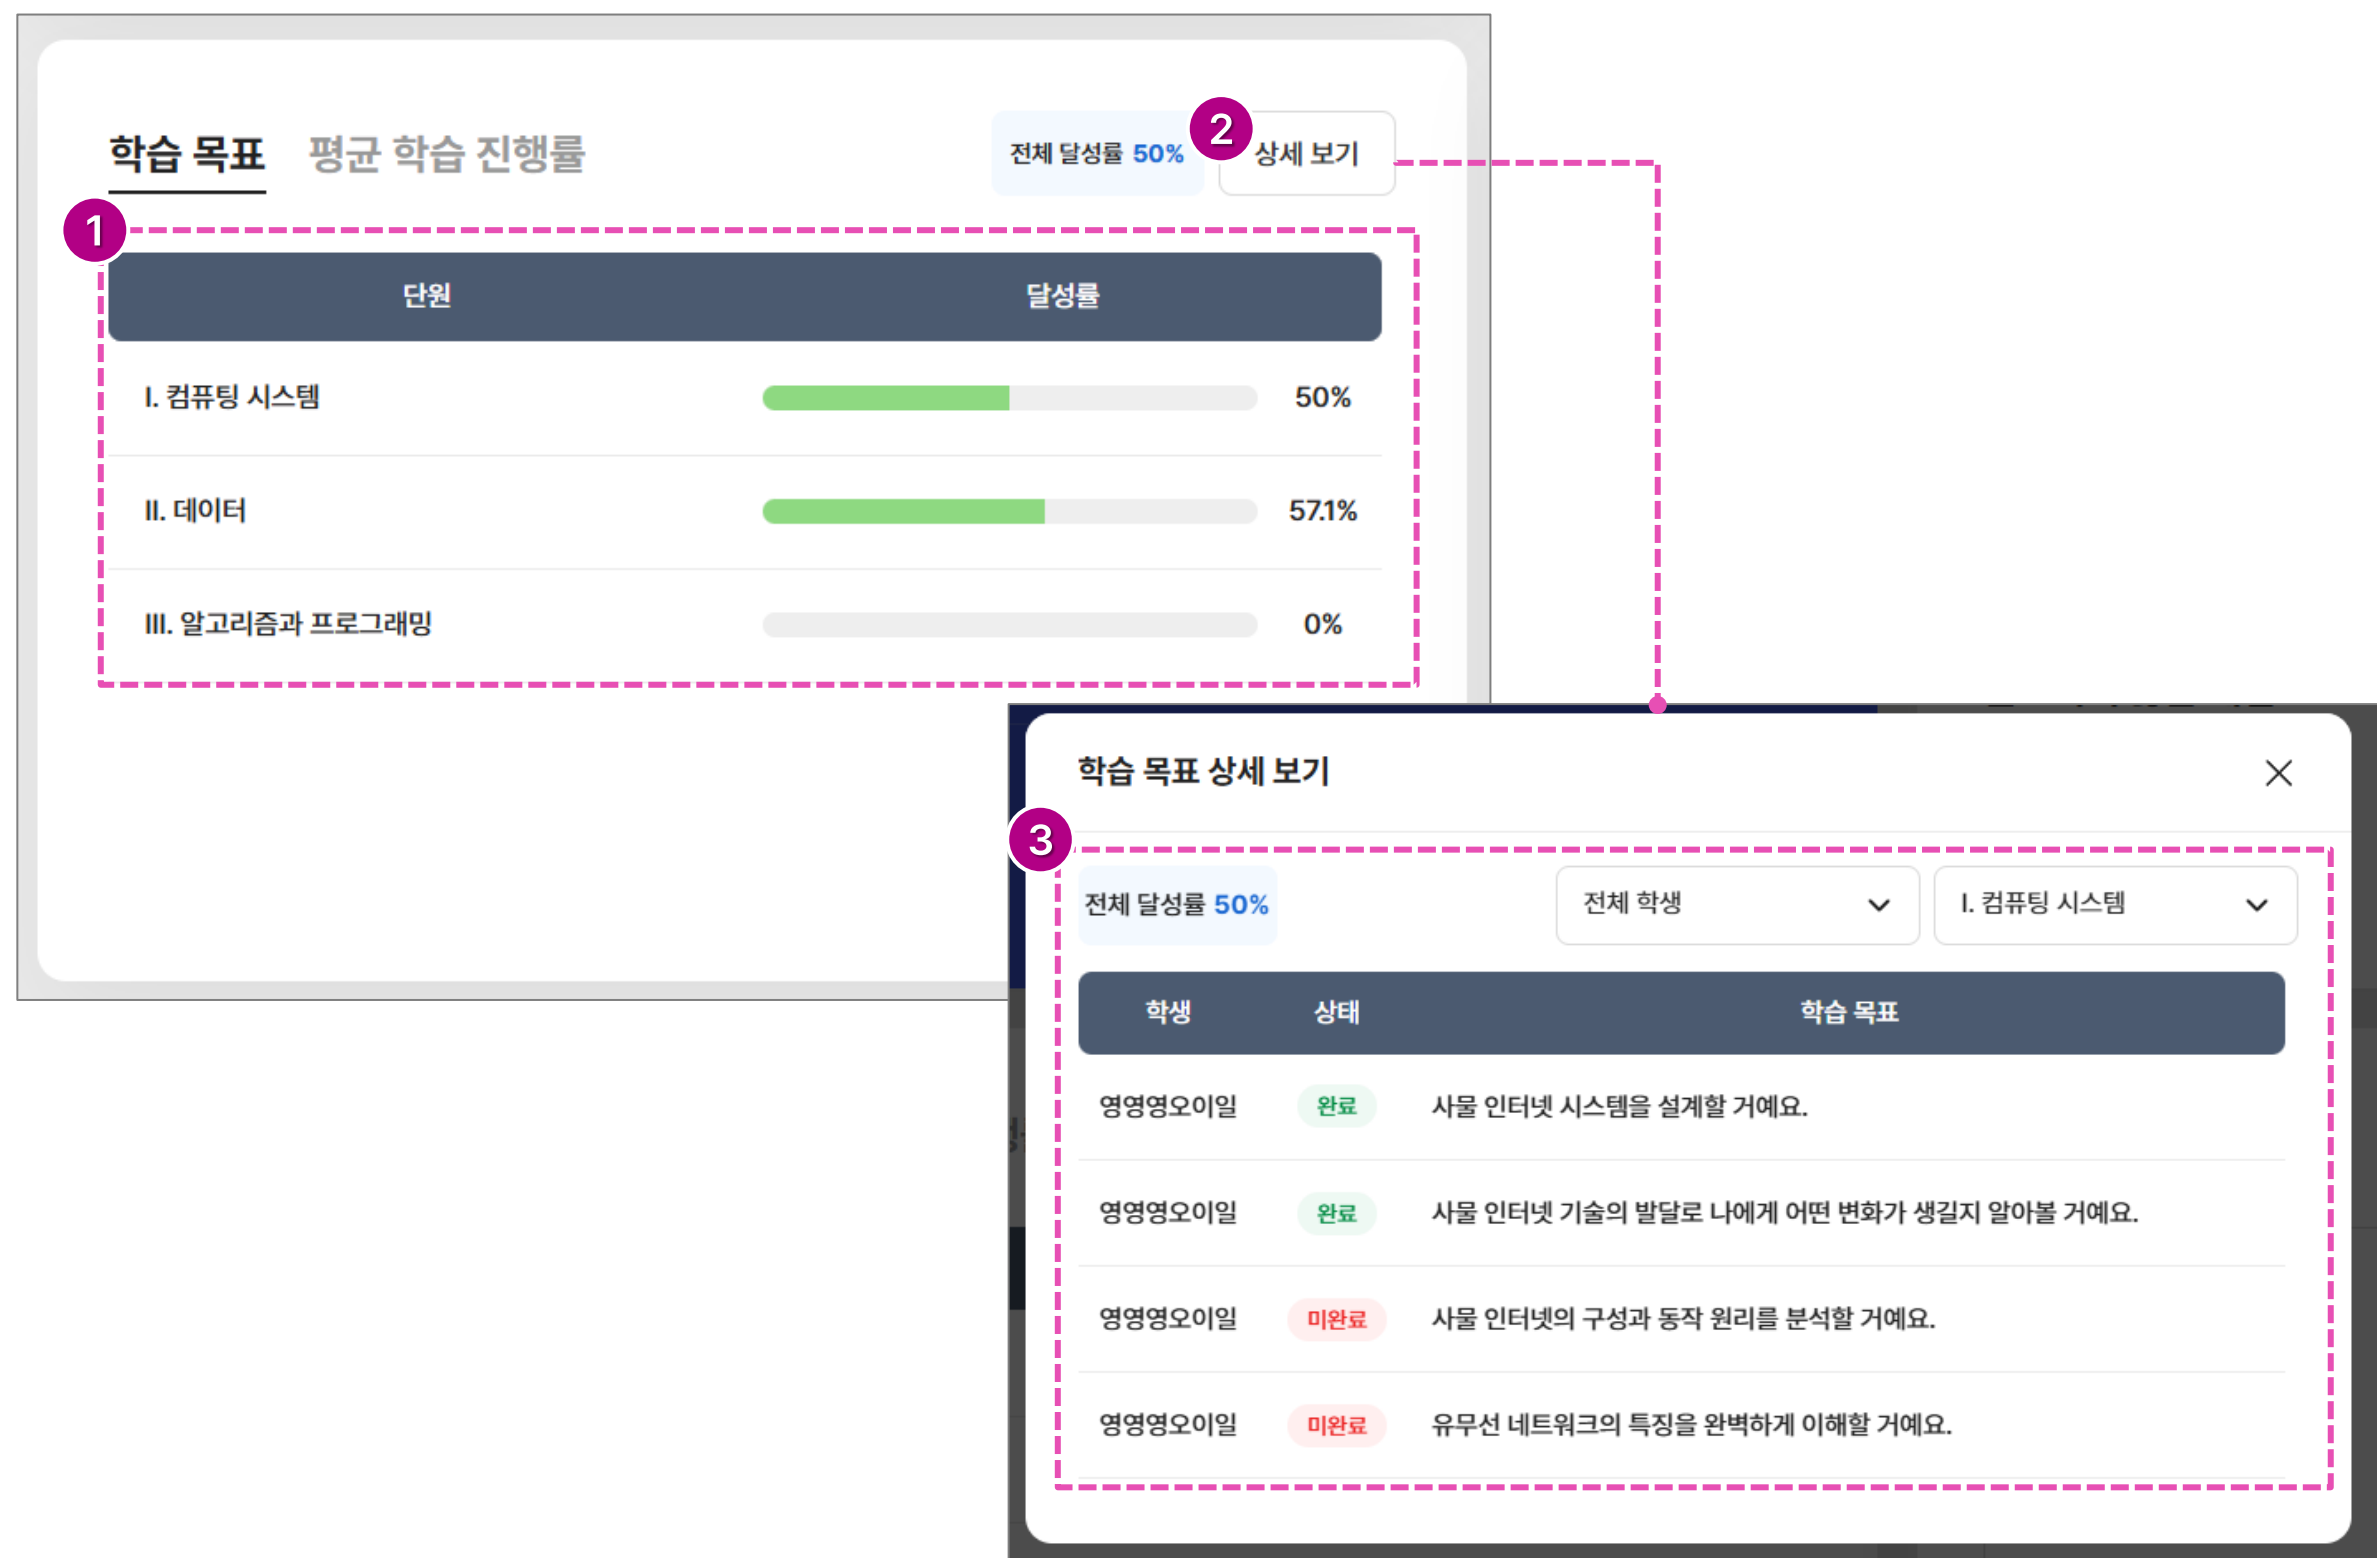 학습 목표 평균 학습 진행률 전체 달성률 50% 2 상세 보기
1
단원 달성률
I. 컴퓨팅 시스템 50%
II. 데이터 57.1%
III. 알고리즘과 프로그래밍 0%
학습 목표 상세 보기
3
전체 달성률 50% 전체 학생 I. 컴퓨팅 시스템
학생 상태 학습 목표
영영영오이일 완료 사물 인터넷 시스템을 설계할 거예요.
영영영오이일 완료 사물 인터넷 기술의 발달로 나에게 어떤 변화가 생길지 알아볼 거예요.
영영영오이일 미완료 사물 인터넷의 구성과 동작 원리를 분석할 거예요.
영영영오이일 미완료 유무선 네트워크의 특징을 완벽하게 이해할 거예요.